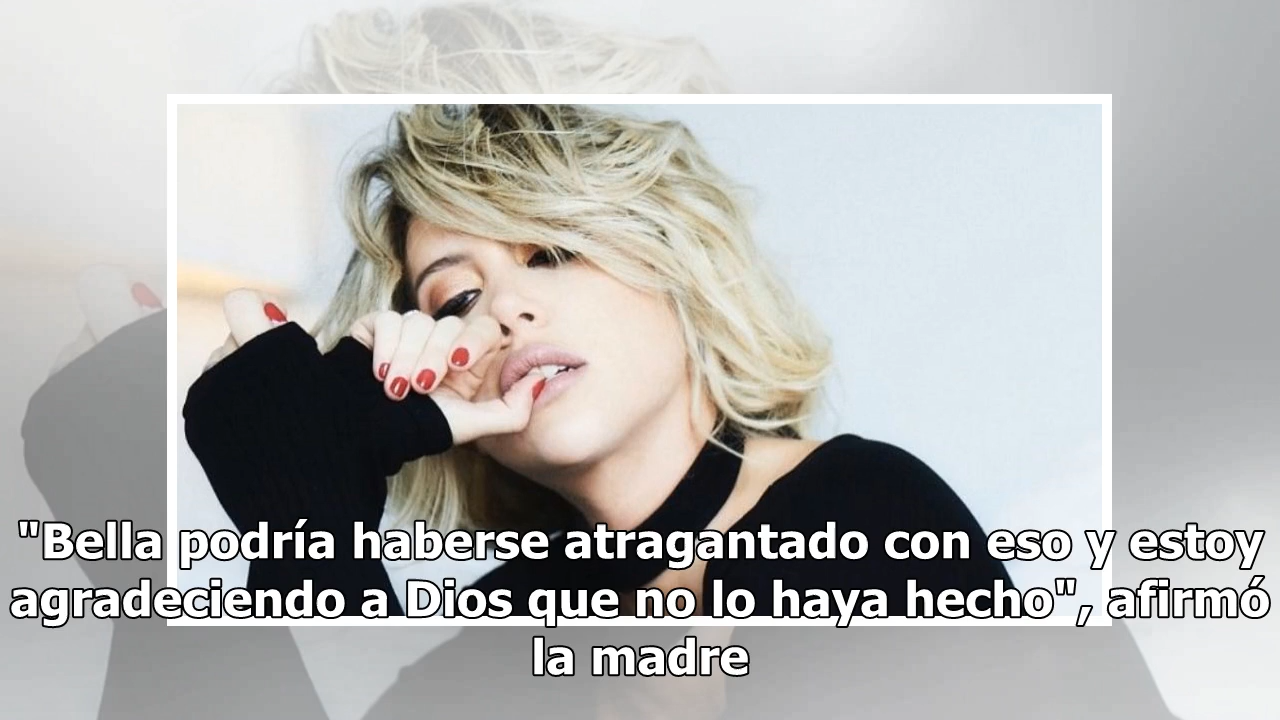 "Bella podría haberse atragantado con eso y estoy
agradeciendo a Dios que no lo haya hecho", afirmó
la madre